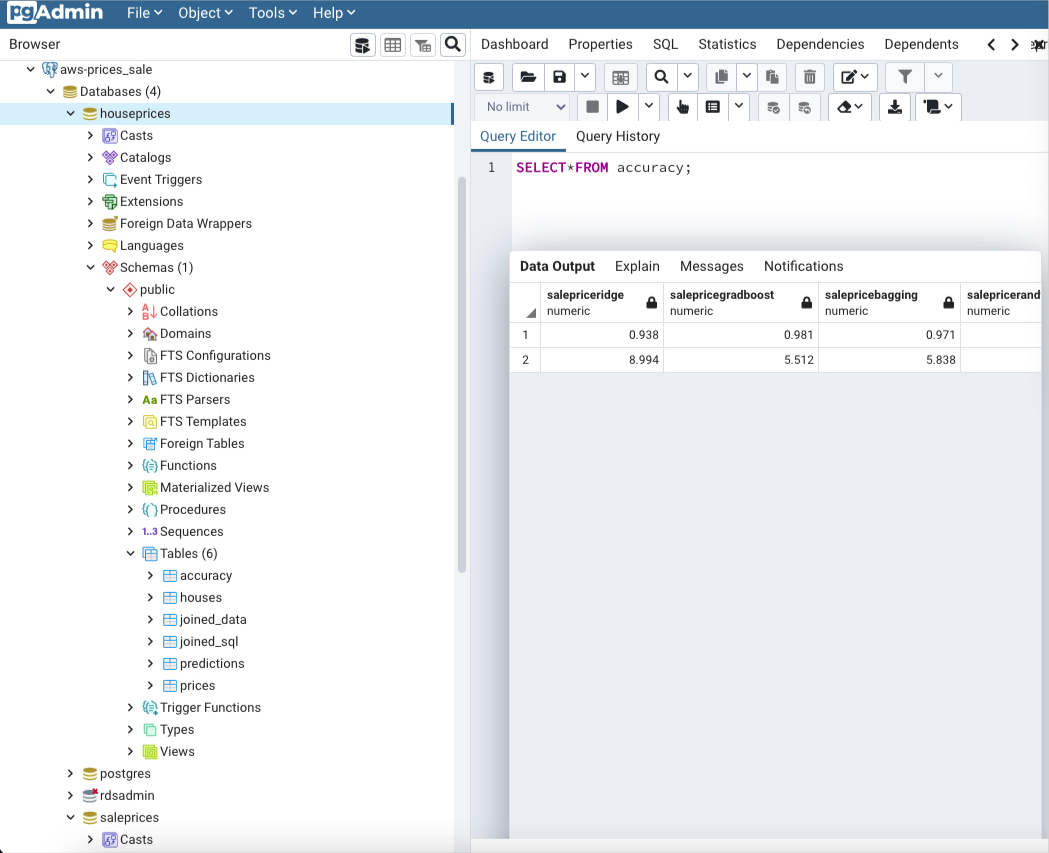 pgAdmin File Object Tools Help
Browser
Dashboard Properties SQL Statistics Dependencies Dependents
aws-prices_sale
Databases (4)
houseprices
Casts
Catalogs
Event Triggers
Extensions
Foreign Data Wrappers
Languages
Schemas (1)
public
Collations
Domains
FTS Configurations
FTS Dictionaries
Aa FTS Parsers
FTS Templates
Foreign Tables
Functions
Materialized Views
Procedures
1..3 Sequences
Tables (6)
accuracy
houses
joined_data
joined_sql
predictions
prices
Trigger Functions
Types
Views
postgres
rdsadmin
saleprices
Casts
No limit
Query Editor Query History
1 SELECT*FROM accuracy;
Data Output Explain Messages Notifications
salepriceridge salepricegradboost salepricebagging salepricerand
numeric numeric numeric numeric
1 0.938 0.981 0.971
2 8.994 5.512 5.838